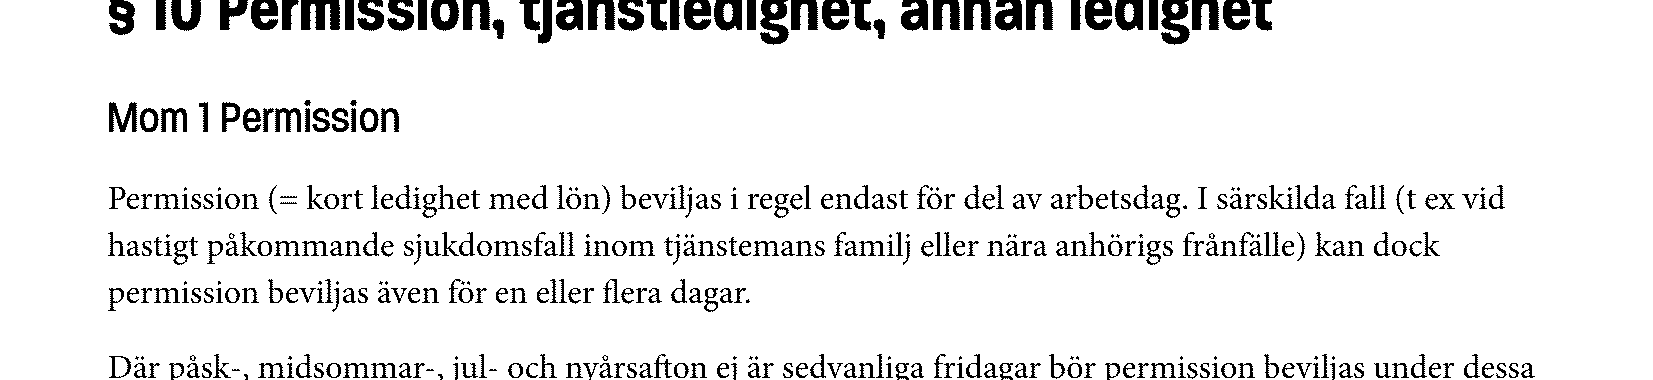 § 10 Permission, tjänstledighet, annan ledighet
Mom 1 Permission
Permission (= kort ledighet med lön) beviljas i regel endast för del av arbetsdag. I särskilda fall (t ex vid
hastigt påkommande sjukdomsfall inom tjänstemans familj eller nära anhörigs frånfälle) kan dock
permission beviljas även för en eller flera dagar.
Där påsk-, midsommar-, jul- och nyårsafton ej är sedvanliga fridagar bör permission beviljas under dessa